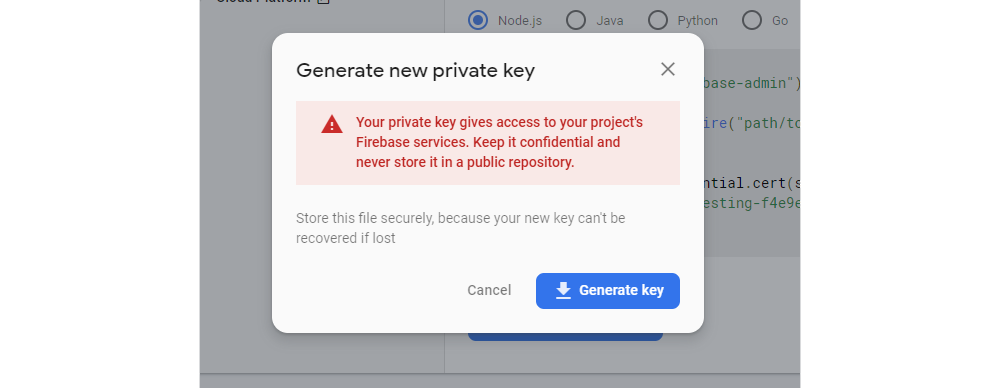 Cloud Platform
Node.js
Java
Python
Go
Generate new private key
base-admin")
Your private key gives access to your project's
Firebase services. Keep it confidential and
never store it in a public repository.
ire("path/to
ntial.cert(s
esting-f4e9e
Store this file securely, because your new key can't be
recovered if lost
Cancel
Generate key